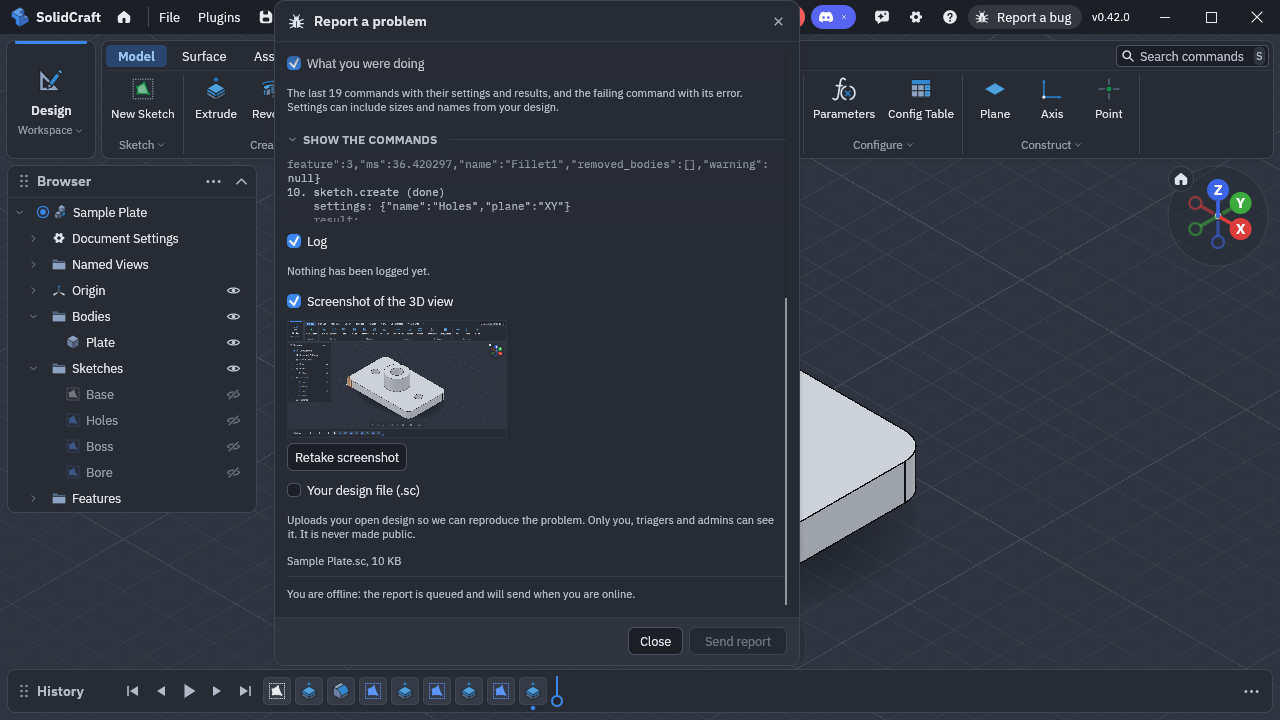 SolidCraft
File
Plugins
Report a problem
Report a bug
v0.42.0
Model
Surface
Search commands
S
Design
Workspace
New Sketch
Extrude
Sketch
Parameters
Config Table
Plane
Axis
Point
Configure
Construct
Browser
Sample Plate
Document Settings
Named Views
Origin
Bodies
Plate
Sketches
Base
Holes
Boss
Bore
Features
What you were doing
The last 19 commands with their settings and results, and the failing command with its error.
Settings can include sizes and names from your design.
SHOW THE COMMANDS
feature":3,"ms":36.420297,"name":"Fillet1","removed_bodies":[],"warning":
null}
10. sketch.create (done)
settings: {"name":"Holes","plane":"XY"}
result:
Log
Nothing has been logged yet.
Screenshot of the 3D view
Retake screenshot
Your design file (.sc)
Uploads your open design so we can reproduce the problem. Only you, triagers and admins can see
it. It is never made public.
Sample Plate.sc, 10 KB
You are offline: the report is queued and will send when you are online.
Close
Send report
Z
Y
X
History